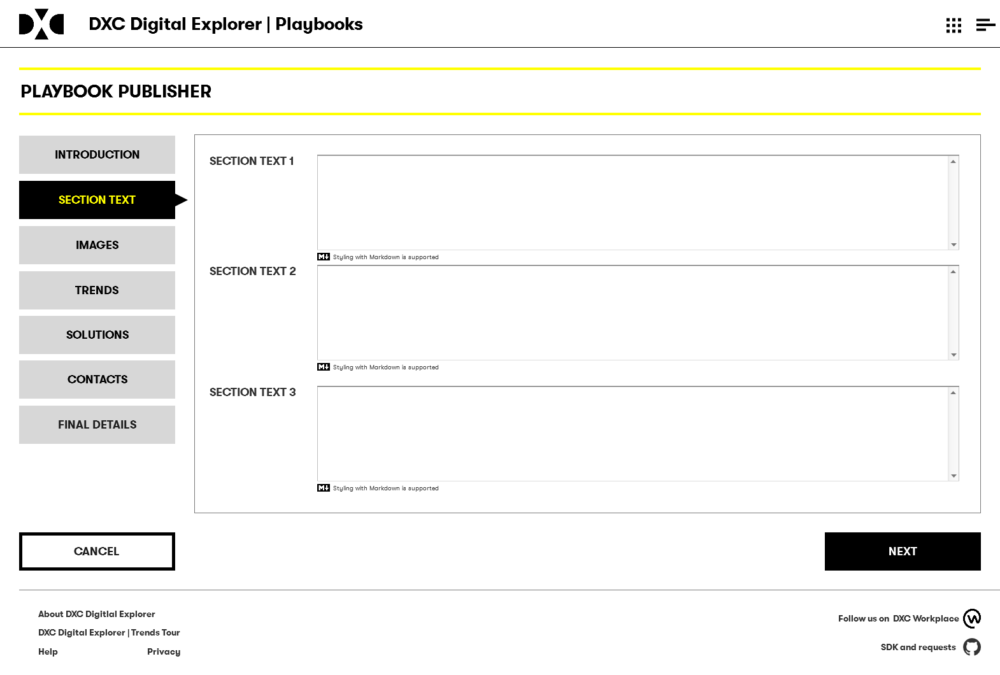 DXC
DXC Digital Explorer | Playbooks
PLAYBOOK PUBLISHER
INTRODUCTION
SECTION TEXT
IMAGES
TRENDS
SOLUTIONS
CONTACTS
FINAL DETAILS
SECTION TEXT 1
M Styling with Markdown is supported
SECTION TEXT 2
M Styling with Markdown is supported
SECTION TEXT 3
M Styling with Markdown is supported
CANCEL
NEXT
About DXC Digitlal Explorer
DXC Digital Explorer | Trends Tour
Help
Privacy
Follow us on DXC Workplace
SDK and requests